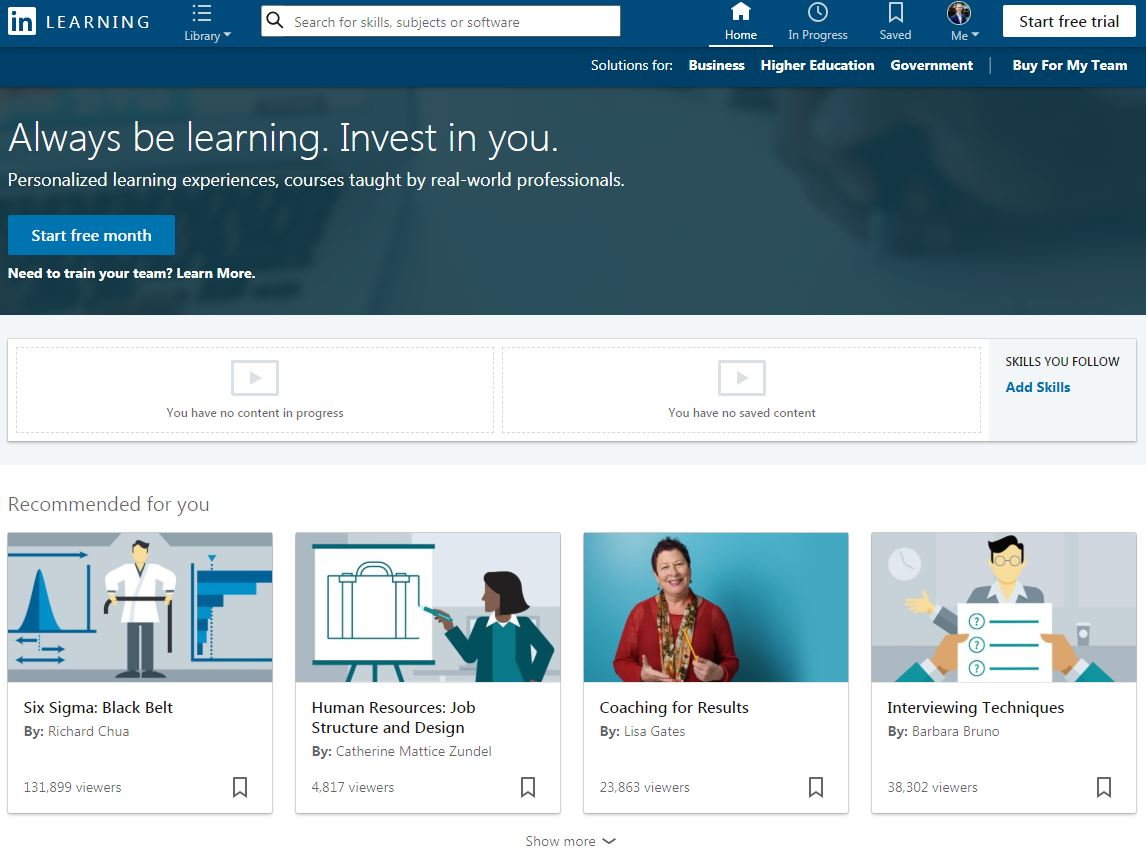 in LEARNING
Library
Search for skills, subjects or software
Home
In Progress
Saved
Me
Start free trial
Solutions for: Business Higher Education Government | Buy For My Team
Always be learning. Invest in you.
Personalized learning experiences, courses taught by real-world professionals.
Start free month
Need to train your team? Learn More.
You have no content in progress
You have no saved content
SKILLS YOU FOLLOW
Add Skills
Recommended for you
?
?
?
Six Sigma: Black Belt
By: Richard Chua
131,899 viewers
Human Resources: Job
Structure and Design
By: Catherine Mattice Zundel
4,817 viewers
Coaching for Results
By: Lisa Gates
23,863 viewers
Interviewing Techniques
By: Barbara Bruno
38,302 viewers
Show more